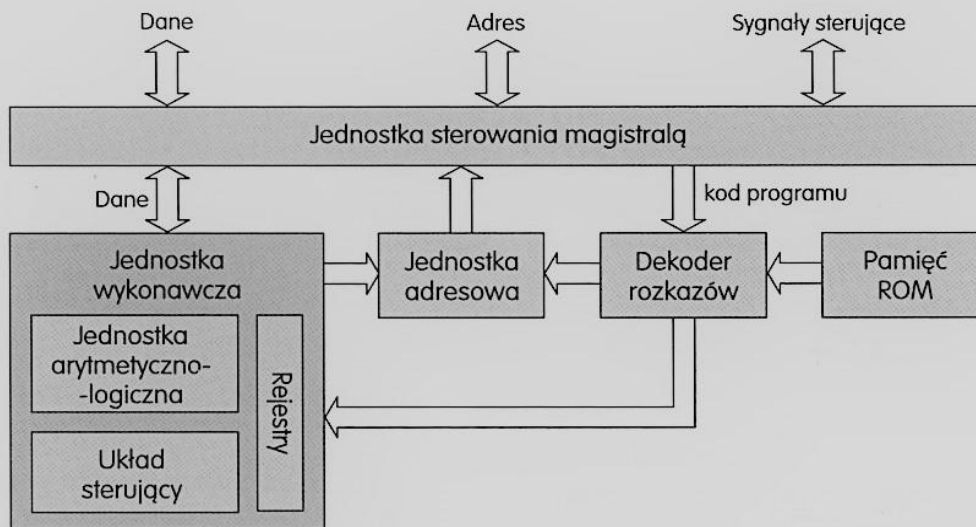 Dane
Adres
Sygnały sterujące
Jednostka sterowania magistralą
Dane
kod programu
Jednostka
wykonawcza
Jednostka
adresowa
Dekoder
rozkazów
Pamięć
ROM
Jednostka
arytmetyczno-
-logiczna
Rejestry
Układ
sterujący